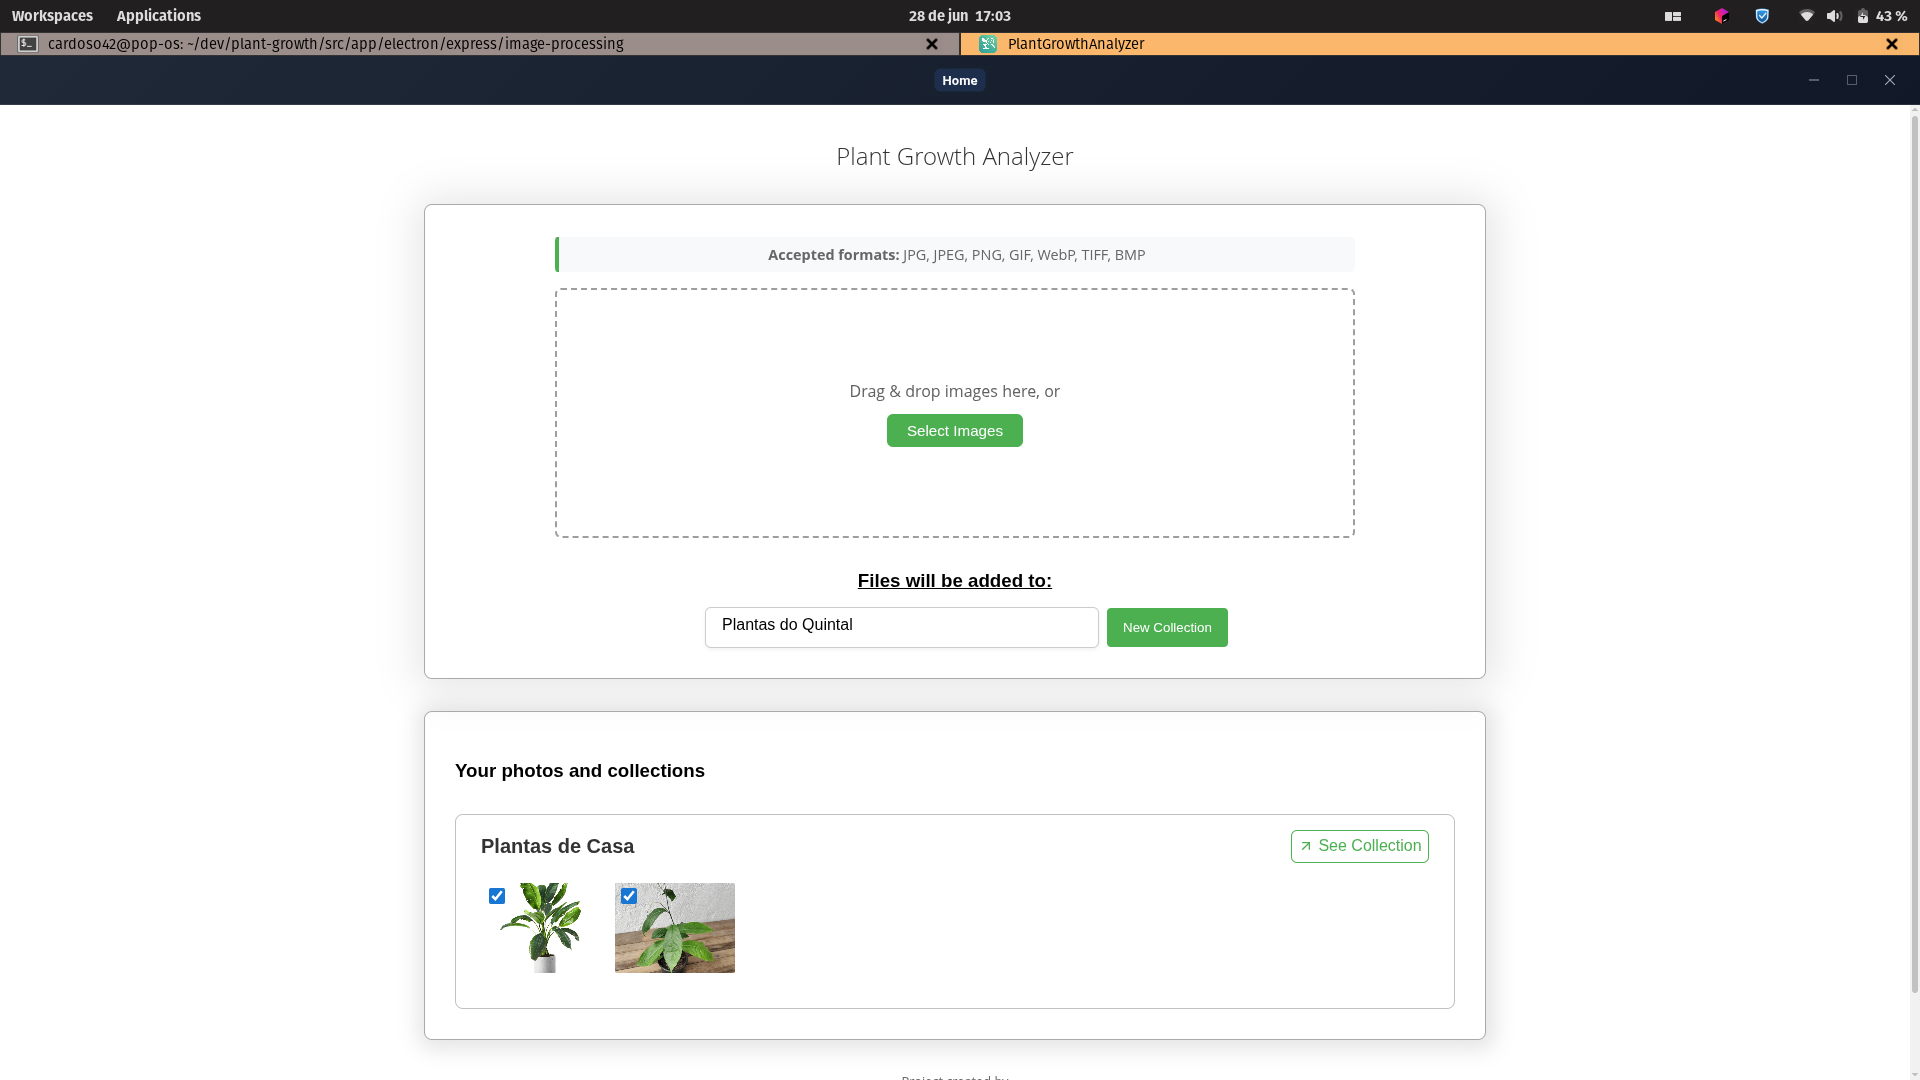 Workspaces Applications 28 de jun 17:03 43 %
cardoso42@pop-os: ~/dev/plant-growth/src/app/electron/express/image-processing PlantGrowthAnalyzer
Home
Plant Growth Analyzer
Accepted formats: JPG, JPEG, PNG, GIF, WebP, TIFF, BMP
Drag & drop images here, or
Select Images
Files will be added to:
Plantas do Quintal New Collection
Your photos and collections
Plantas de Casa See Collection
Project created by